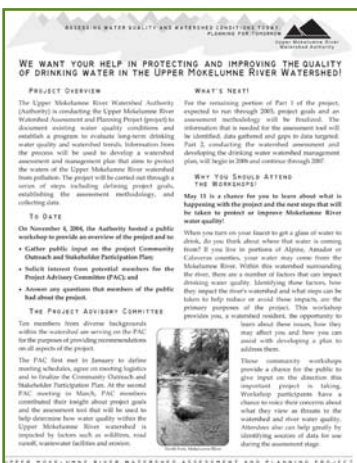 ASSESSING WATER QUALITY AND WATERSHED CONDITIONS TODAY,
PLANNING FOR TOMORROW
Upper Mokelumne River
Watershed Authority
WE WANT YOUR HELP IN PROTECTING AND IMPROVING THE QUALITY
OF DRINKING WATER IN THE UPPER MOKELUMNE RIVER WATERSHED!
PROJECT OVERVIEW
The Upper Mokelumne River Watershed Authority
(Authority) is conducting the Upper Mokelumne River
Watershed Assessment and Planning Project (project) to
document existing water quality conditions and
establish a program to evaluate long-term drinking
water quality and watershed trends. Information from
the process will be used to develop a watershed
assessment and management plan that aims to protect
the waters of the Upper Mokelumne River watershed
from pollution. The project will be carried out through a
series of steps including defining project goals,
establishing the assessment methodology, and
collecting data.
TO DATE
On November 6, 2004, the Authority hosted a public
workshop to provide an overview of the project and to:
• Gather public input on the project Community
Outreach and Stakeholder Participation Plan;
• Solicit interest from potential members for the
Project Advisory Committee (PAC); and
• Answer any questions that members of the public
had about the project.
THE PROJECT ADVISORY COMMITTEE
Ten members from diverse backgrounds
within the watershed are serving on the PAC
for the purposes of providing recommendations
on all aspects of the project.
The PAC first met in January to define
meeting schedules, agree on meeting logistics
and to finalize the Community Outreach and
Stakeholder Participation Plan. At the second
PAC meeting in March, PAC members
contributed their insight about project goals
and the assessment tool that will be used to
help determine how water quality within the
Upper Mokelumne River watershed is
impacted by factors such as wildfires, road
runoff, wastewater facilities and erosion.
WHAT'S NEXT!
For the remaining portion of Part 1 of the project,
expected to run through 2005, project goals and an
assessment methodology will be finalized. The
information that is needed for the assessment tool will
be identified, data gathered and gaps in data targeted.
Part 2, conducting the watershed assessment and
developing the drinking water watershed management
plan, will begin in 2006 and continue through 2007.
WHY YOU SHOULD ATTEND
THE WORKSHOPS!
May 11 is a chance for you to learn about what is
happening with the project and the next steps that will
be taken to protect or improve Mokelumne River
water quality!
When you turn on your faucet to get a glass of water to
drink, do you think about where that water is coming
from? If you live in portions of Alpine, Amador or
Calaveras counties, your water may come from the
Mokelumne River. Within this watershed surrounding
the river, there are a number of factors that can impact
drinking water quality. Identifying those factors, how
they impact the river's watershed and what steps can be
taken to help reduce or avoid these impacts, are the
primary purposes of the project. This workshop
provides you, a watershed resident, the opportunity to
learn about these issues, how they
may affect you and how you can
assist with developing a plan to
address them.
These community workshops
provide a chance for the public to
give input on the direction this
important project is taking.
Workshop participants have a
chance to voice their concerns about
what they view as threats to the
watershed and river water quality.
Attendees also can help greatly by
identifying sources of data for use
during the assessment stage.
UPPER MOKELUMNE RIVER WATERSHED ASSESSMENT AND PLANNING PROJECT